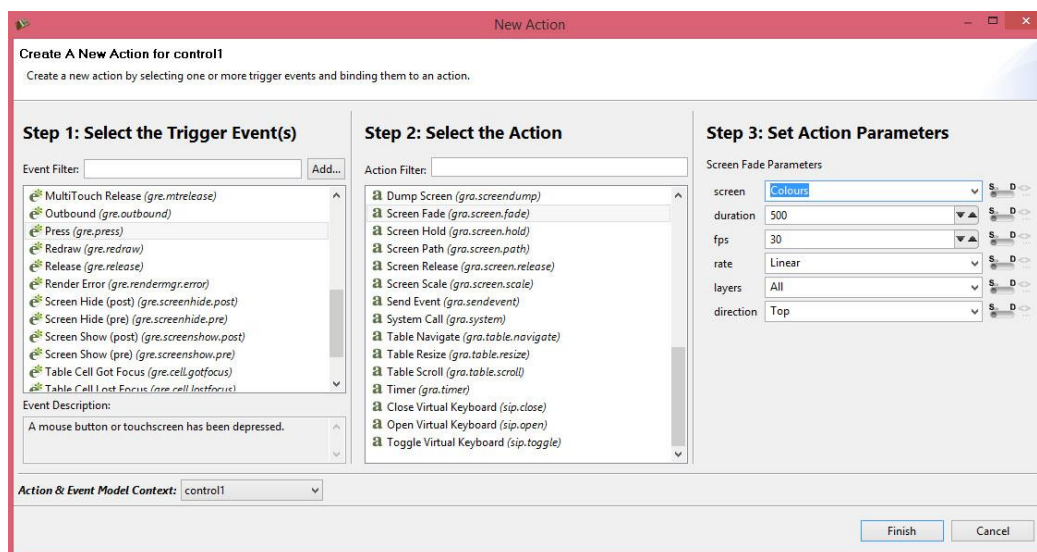 New Action
Create A New Action for control1
Create a new action by selecting one or more trigger events and binding them to an action.
Step 1: Select the Trigger Event(s)
Event Filter:
Add...
MultiTouch Release (gre.mtrelease)
Outbound (gre.outbound)
Press (gre.press)
Redraw (gre.redraw)
Release (gre.release)
Render Error (gre.rendermgr.error)
Screen Hide (post) (gre.screenhide.post)
Screen Hide (pre) (gre.screenhide.pre)
Screen Show (post) (gre.screenshow.post)
Screen Show (pre) (gre.screenshow.pre)
Table Cell Got Focus (gre.cell.gotfocus)
Table Cell Lost Focus (gre.cell.lostfocus)
Event Description:
A mouse button or touchscreen has been depressed.
Step 2: Select the Action
Action Filter:
a Dump Screen (gra.screendump)
a Screen Fade (gra.screen.fade)
a Screen Hold (gra.screen.hold)
a Screen Path (gra.screen.path)
a Screen Release (gra.screen.release)
a Screen Scale (gra.screen.scale)
a Send Event (gra.sendevent)
a System Call (gra.system)
a Table Navigate (gra.table.navigate)
a Table Resize (gra.table.resize)
a Table Scroll (gra.table.scroll)
a Timer (gra.timer)
a Close Virtual Keyboard (sip.close)
a Open Virtual Keyboard (sip.open)
a Toggle Virtual Keyboard (sip.toggle)
Step 3: Set Action Parameters
Screen Fade Parameters
screen Colours S D
duration 500 S D
fps 30 S D
rate Linear S D
layers All S D
direction Top S D
Action & Event Model Context: control1
Finish
Cancel